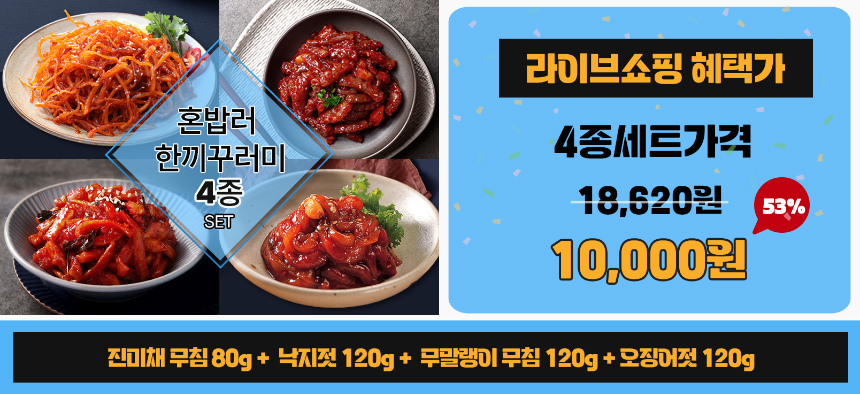 혼밥러
한끼꾸러미
4종
SET
라이브쇼핑 혜택가
4종세트가격
18,620원
53%
10,000원
진미채 무침 80g + 낙지젓 120g + 무말랭이 무침 120g + 오징어젓 120g